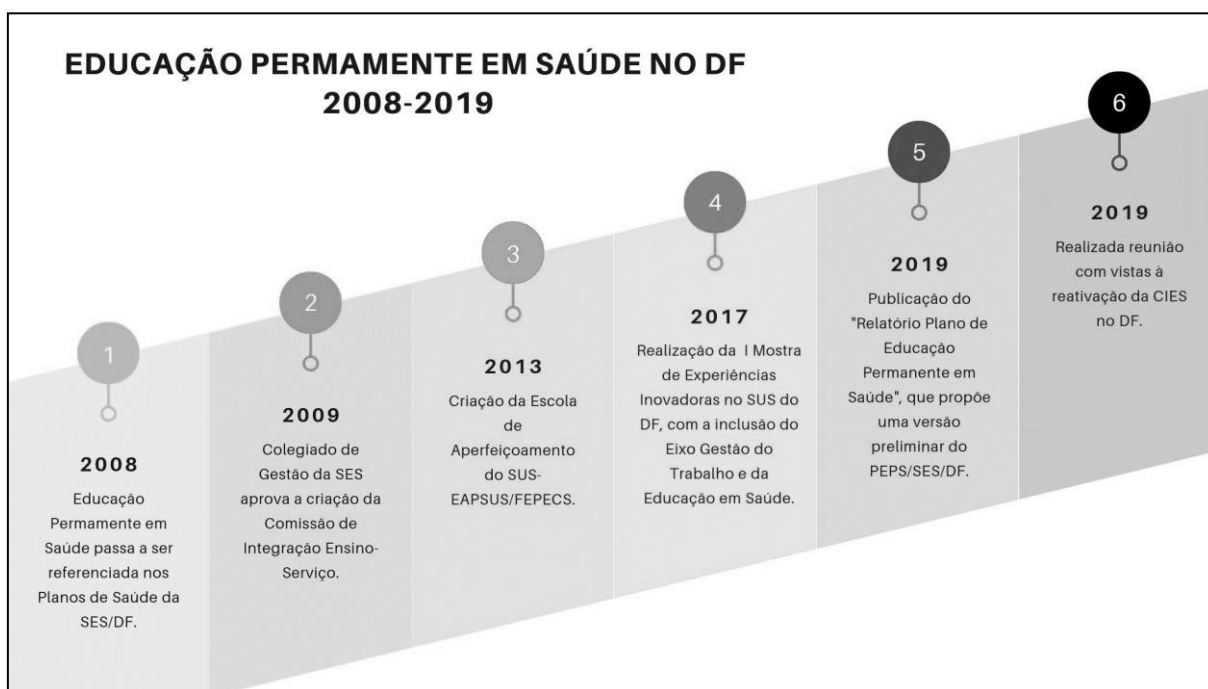 EDUCAÇÃO PERMAMENTE EM SAÚDE NO DF
2008-2019
1
2008
Educação
Permamente em
Saúde passa a ser
referenciada nos
Planos de Saúde da
SES/DF.
2
2009
Colegiado de
Gestão da SES
aprova a criação da
Comissão de
Integração Ensino-
Serviço.
3
2013
Criação da Escola
de
Aperfeiçoamento
do SUS-
EAPSUS/FEPECS.
4
2017
Realização da I Mostra
de Experiências
Inovadoras no SUS do
DF, com a inclusão do
Eixo Gestão do
Trabalho e da
Educação em Saúde.
5
2019
Publicação do
"Relatório Plano de
Educação
Permanente em
Saúde", que propõe
uma versão
preliminar do
PEPS/SES/DF.
6
2019
Realizada reunião
com vistas à
reativação da CIES
no DF.